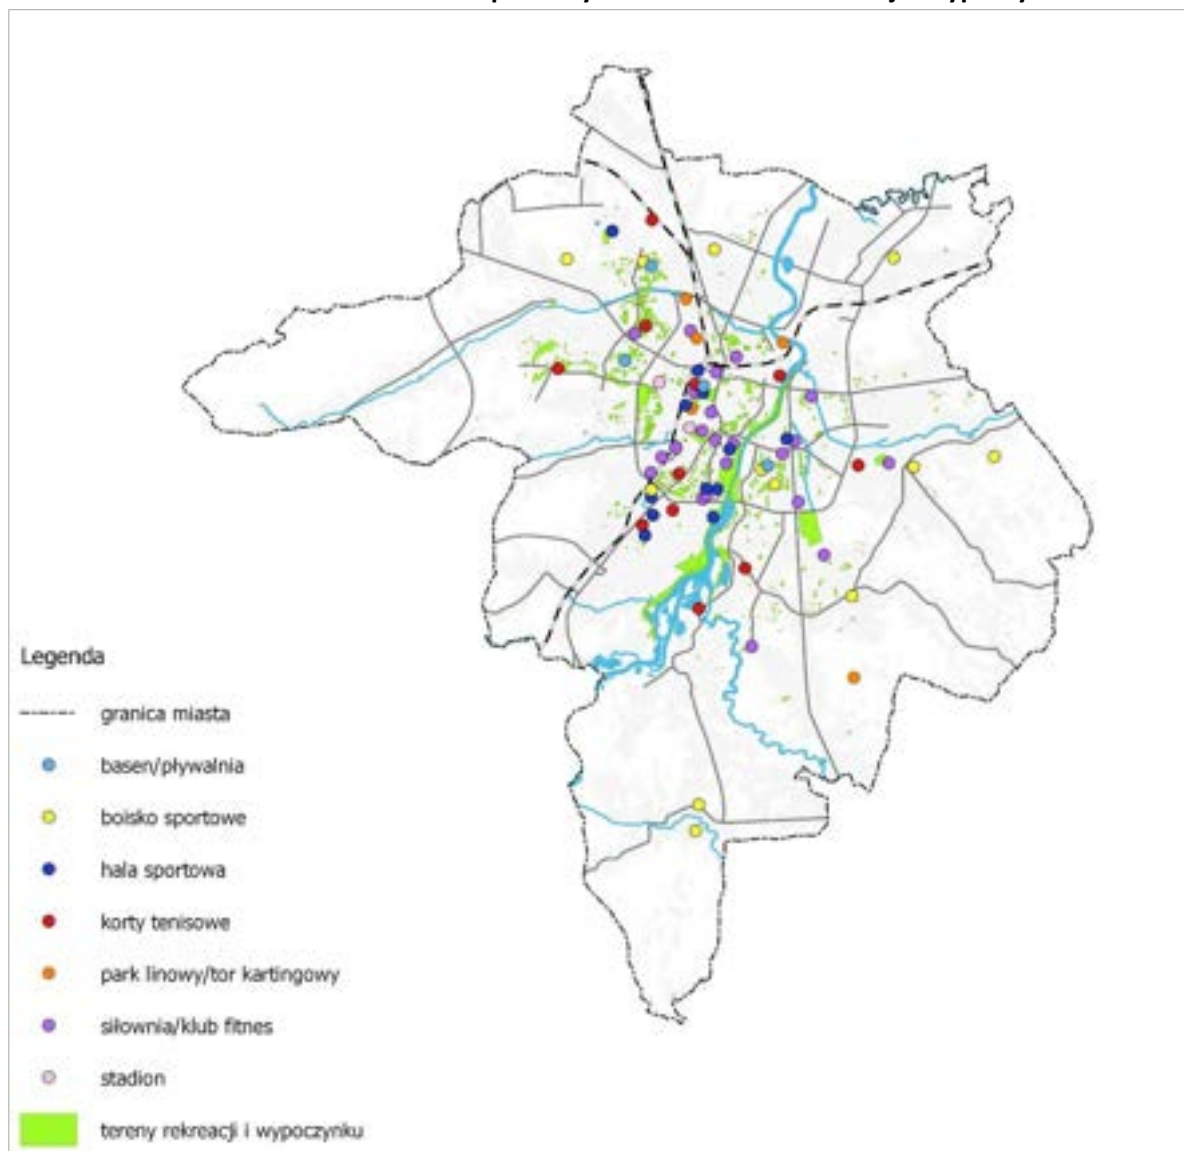 Legenda
granica miasta
basen/pływalnia
boisko sportowe
hala sportowa
korty tenisowe
park linowy/tor kartingowy
siłownia/klub fitnes
stadion
tereny rekreacji i wypoczynku